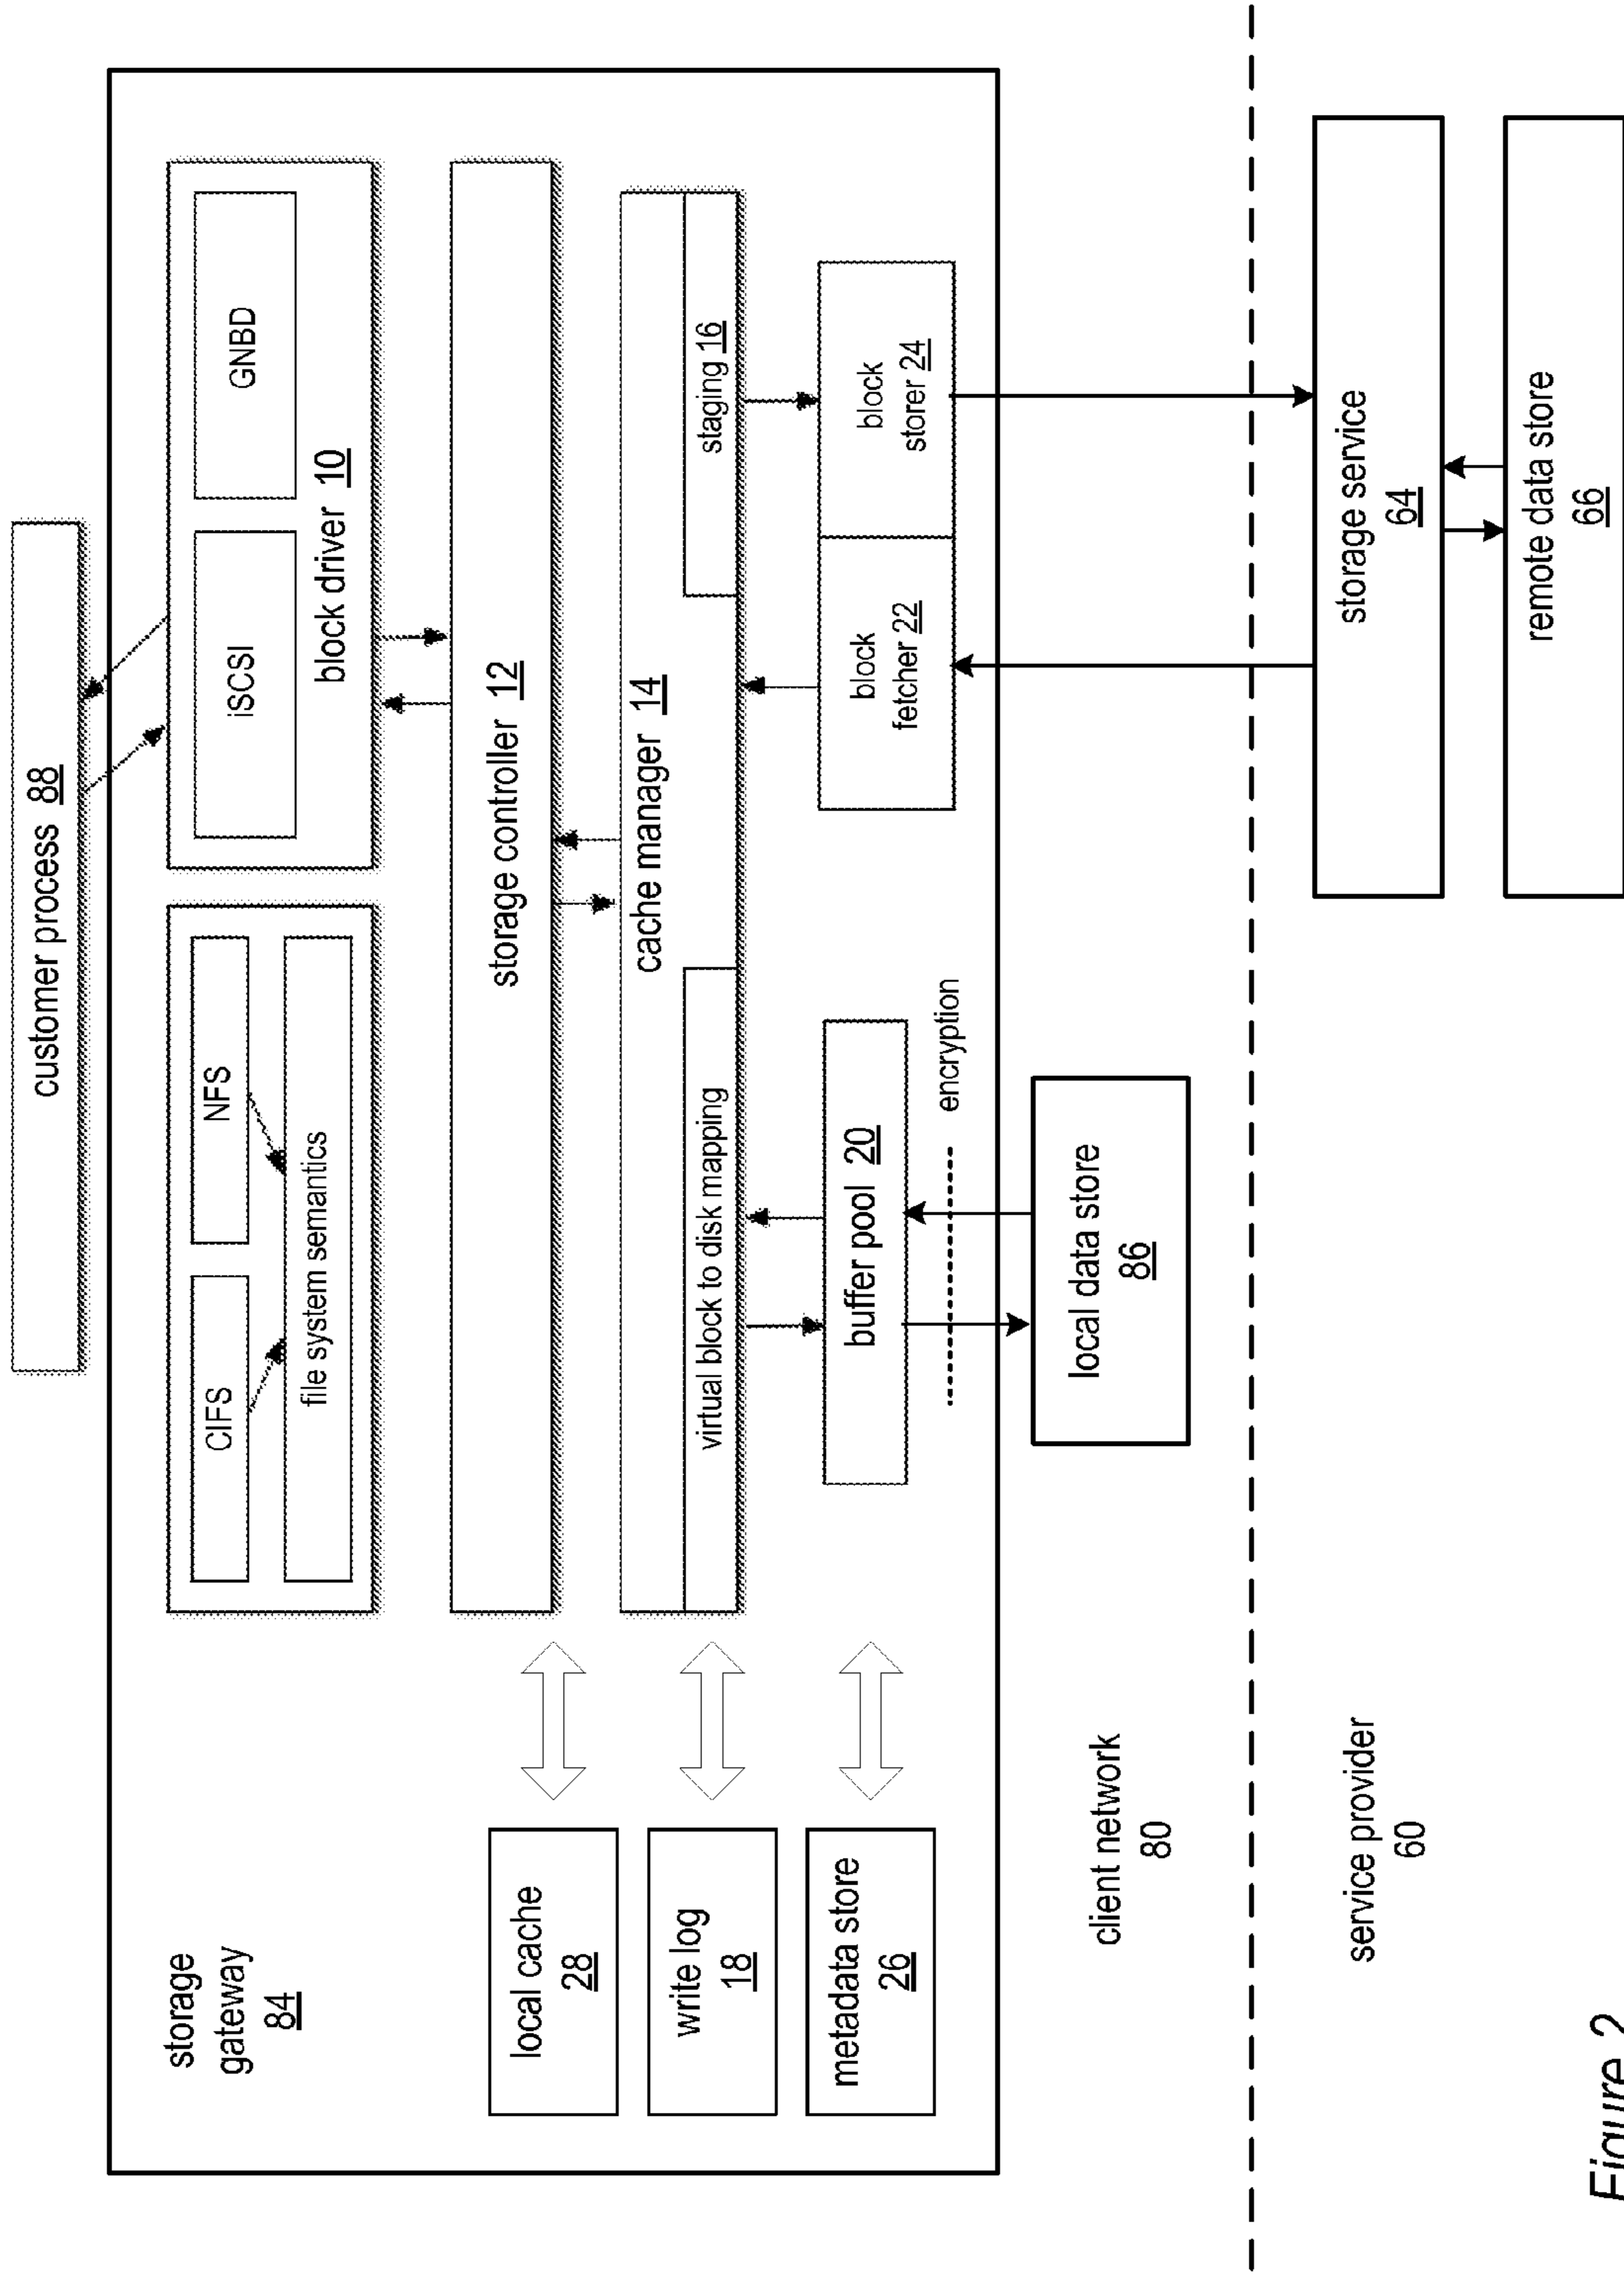 customer process 88
storage
gateway
84
CIFS
NFS
file system semantics
iSCSI
GNBD
block driver 10
storage controller 12
local cache
28
write log
18
metadata store
26
cache manager 14
virtual block to disk mapping
staging 16
buffer pool 20
block
fetcher 22
block
storer 24
encryption
local data store
86
client network
80
service provider
60
storage service
64
remote data store
66
Figure 2